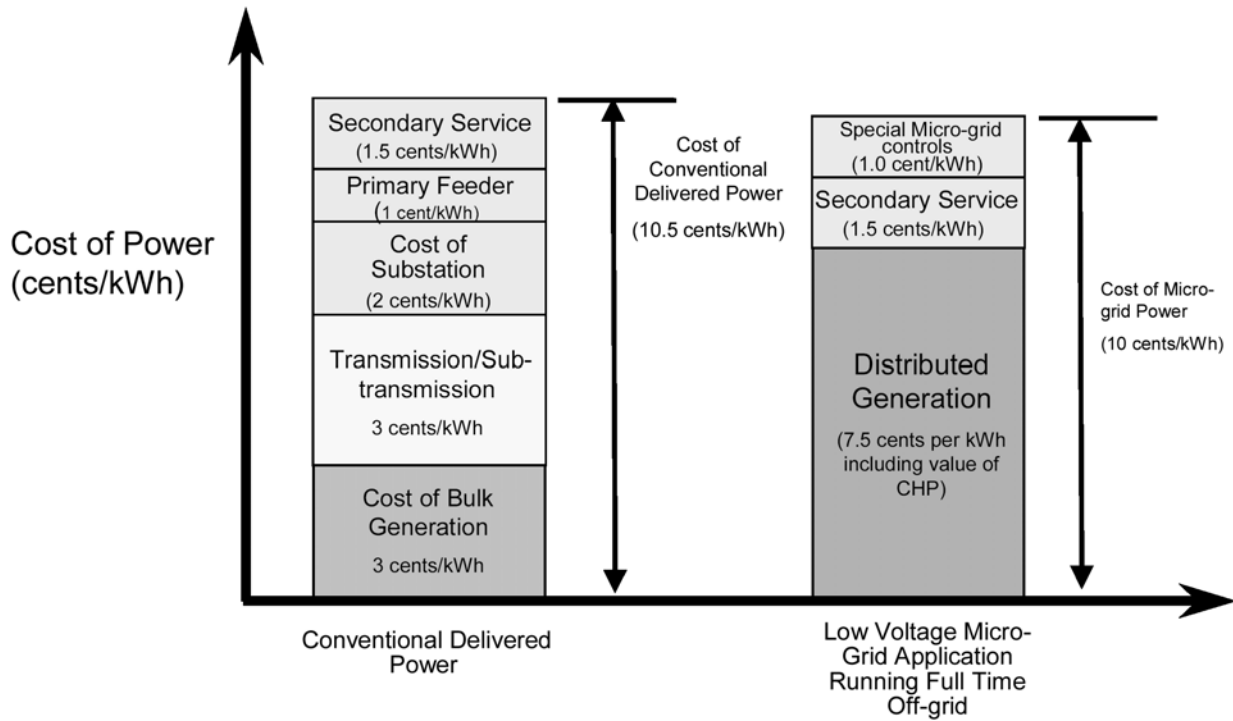 Cost of Power
(cents/kWh)
Secondary Service
(1.5 cents/kWh)
Primary Feeder
(1 cent/kWh)
Cost of
Substation
(2 cents/kWh)
Transmission/Sub-
transmission
3 cents/kWh
Cost of Bulk
Generation
3 cents/kWh
Conventional Delivered
Power
Cost of
Conventional
Delivered Power
(10.5 cents/kWh)
Special Micro-grid
controls
(1.0 cent/kWh)
Secondary Service
(1.5 cents/kWh)
Distributed
Generation
(7.5 cents per kWh
including value of
CHP)
Low Voltage Micro-
Grid Application
Running Full Time
Off-grid
Cost of Micro-
grid Power
(10 cents/kWh)